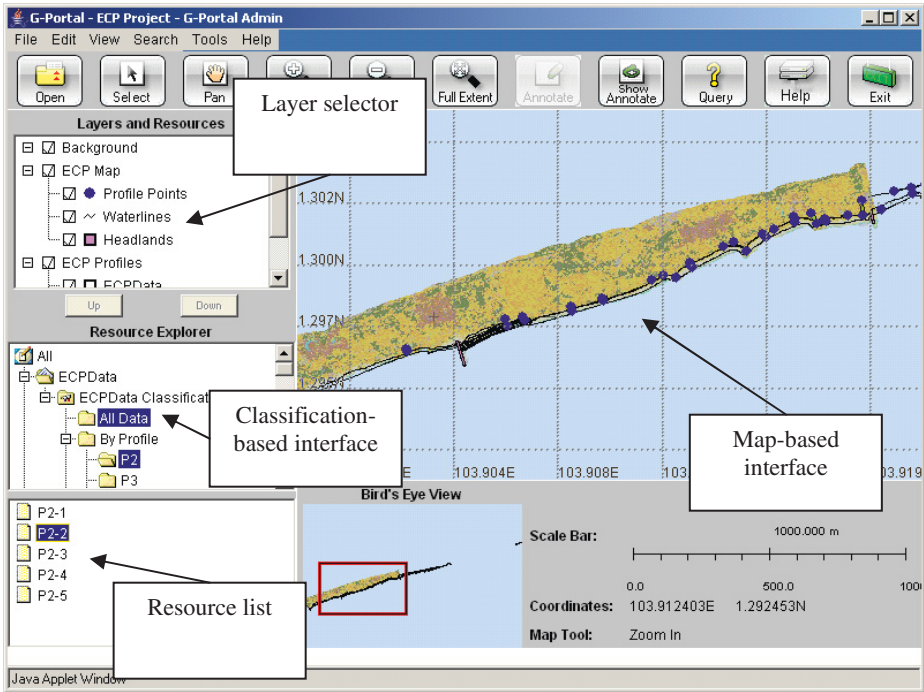 G-Portal - ECP Project - G-Portal Admin
File Edit View Search Tools Help
Open
Select
Pan
Full Extent
Annotate
Show Annotate
Query
Help
Exit
Layer selector
Layers and Resources
Background
ECP Map
Profile Points
Waterlines
Headlands
ECP Profiles
ECPData
Up
Down
1.302N
1.300N
1.297N
103.904E
103.908E
Resource Explorer
All
ECPData
ECPData Classificat
All Data
By Profile
P2
P3
Classification-
based interface
Map-based
interface
P2-1
P2-2
P2-3
P2-4
P2-5
Resource list
Bird's Eye View
Scale Bar:
1000.000 m
0.0
500.0
Coordinates: 103.912403E 1.292453N
Map Tool: Zoom In
Java Applet Window